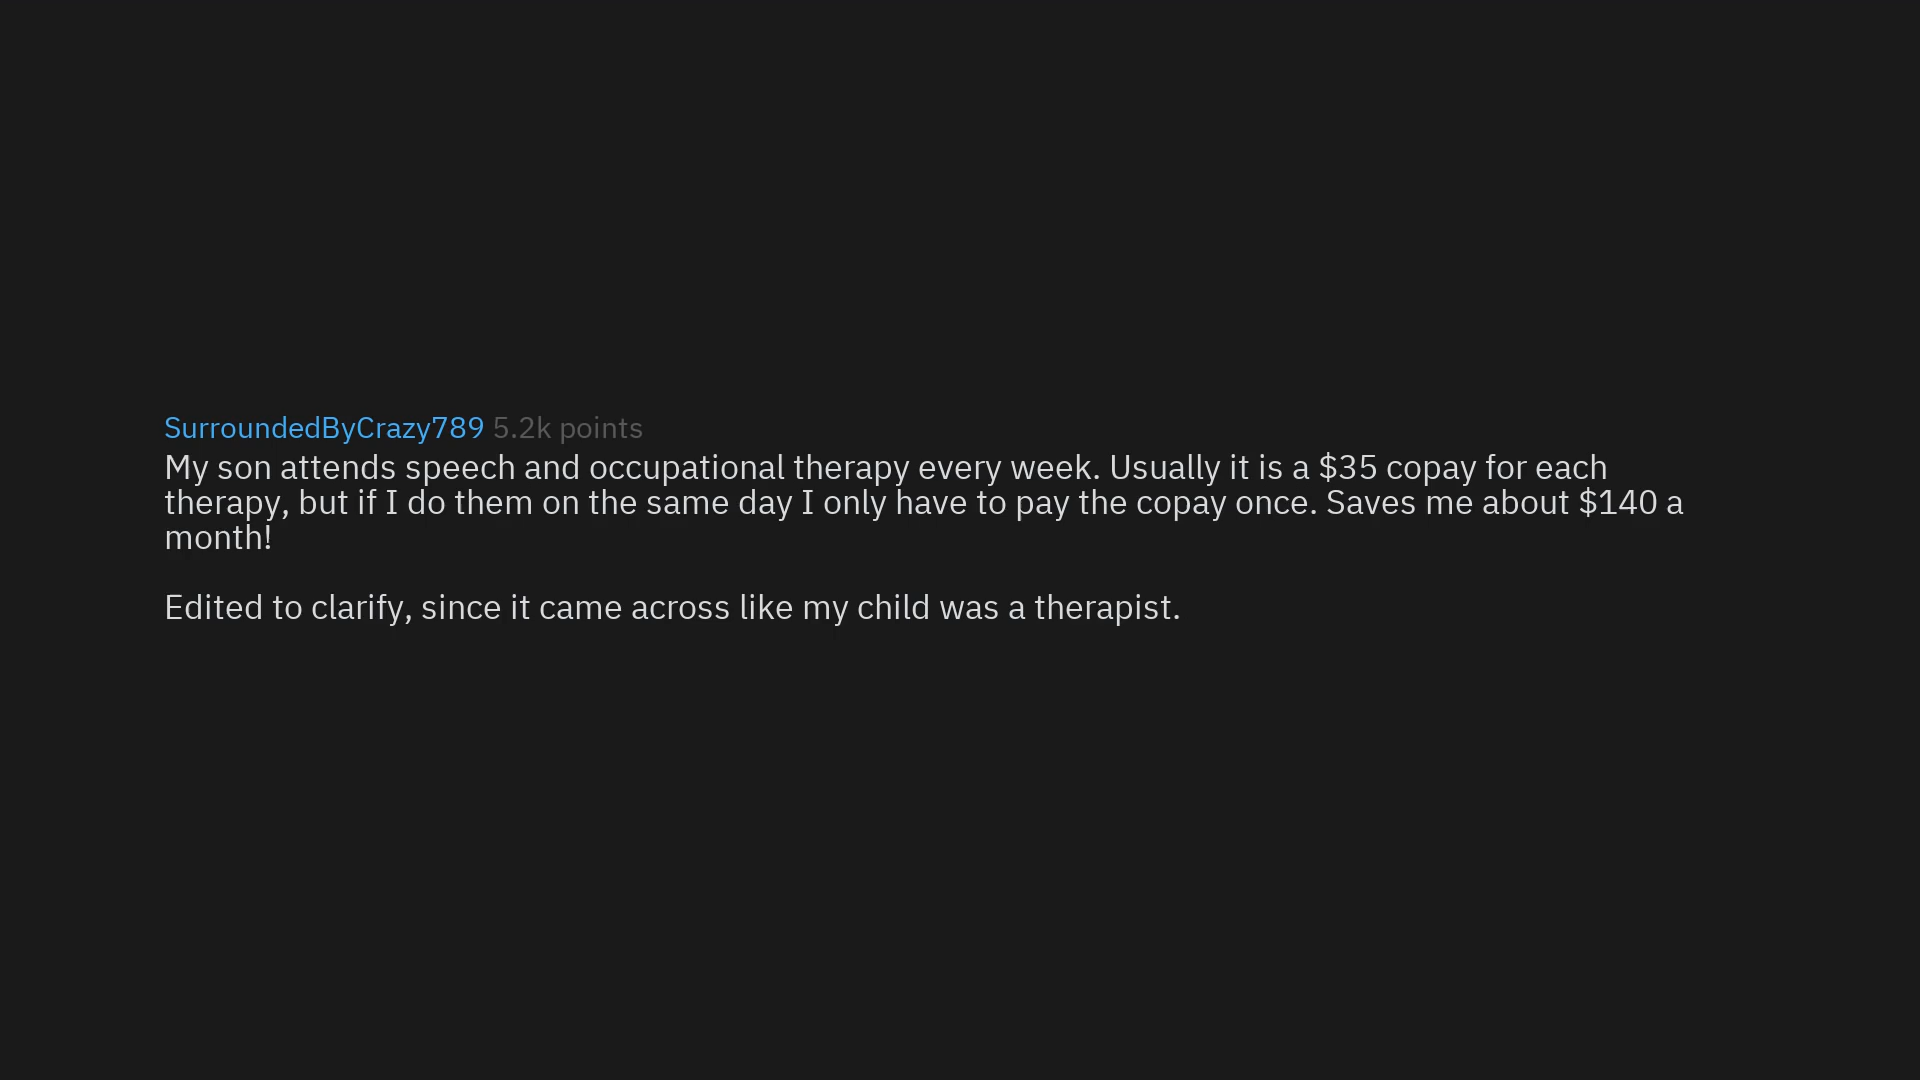 SurroundedByCrazy789 5.2k points
My son attends speech and occupational therapy every week. Usually it is a $35 copay for each
therapy, but if I do them on the same day I only have to pay the copay once. Saves me about $140 a
month!
Edited to clarify, since it came across like my child was a therapist.